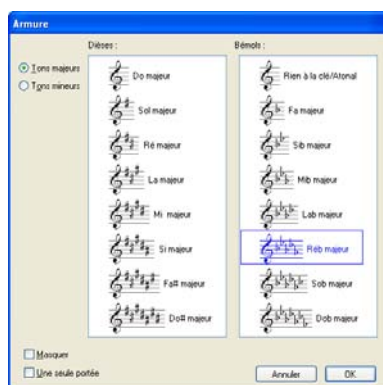 Armure
Dièses :
Bémols :
Tons majeurs
Tons mineurs
Do majeur
Sol majeur
Ré majeur
La majeur
Mi majeur
Si majeur
Fa# majeur
Do# majeur
Rien à la clé/Atonal
Fa majeur
Sib majeur
Mib majeur
Lab majeur
Réb majeur
Sob majeur
Dob majeur
Masquer
Une seule portée
Annuler
OK